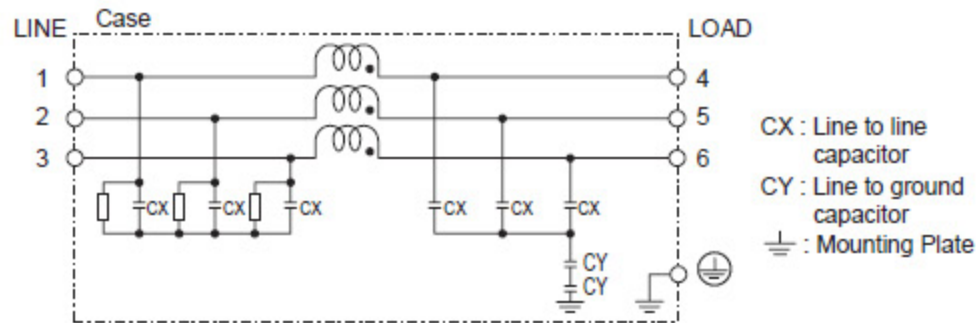 LINE
Case
LOAD
1
4
2
5
3
6
CX
CX
CX
CX
CX
CX
CY
CY
CX : Line to line
capacitor
CY : Line to ground
capacitor
: Mounting Plate